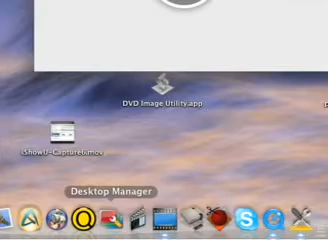 DVD Image Utility.app
iShowU-Capture6.mov
Desktop Manager